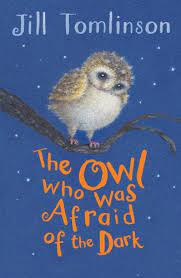 Jill Tomlinson
The Owl
who was
Afraid
of the Dark